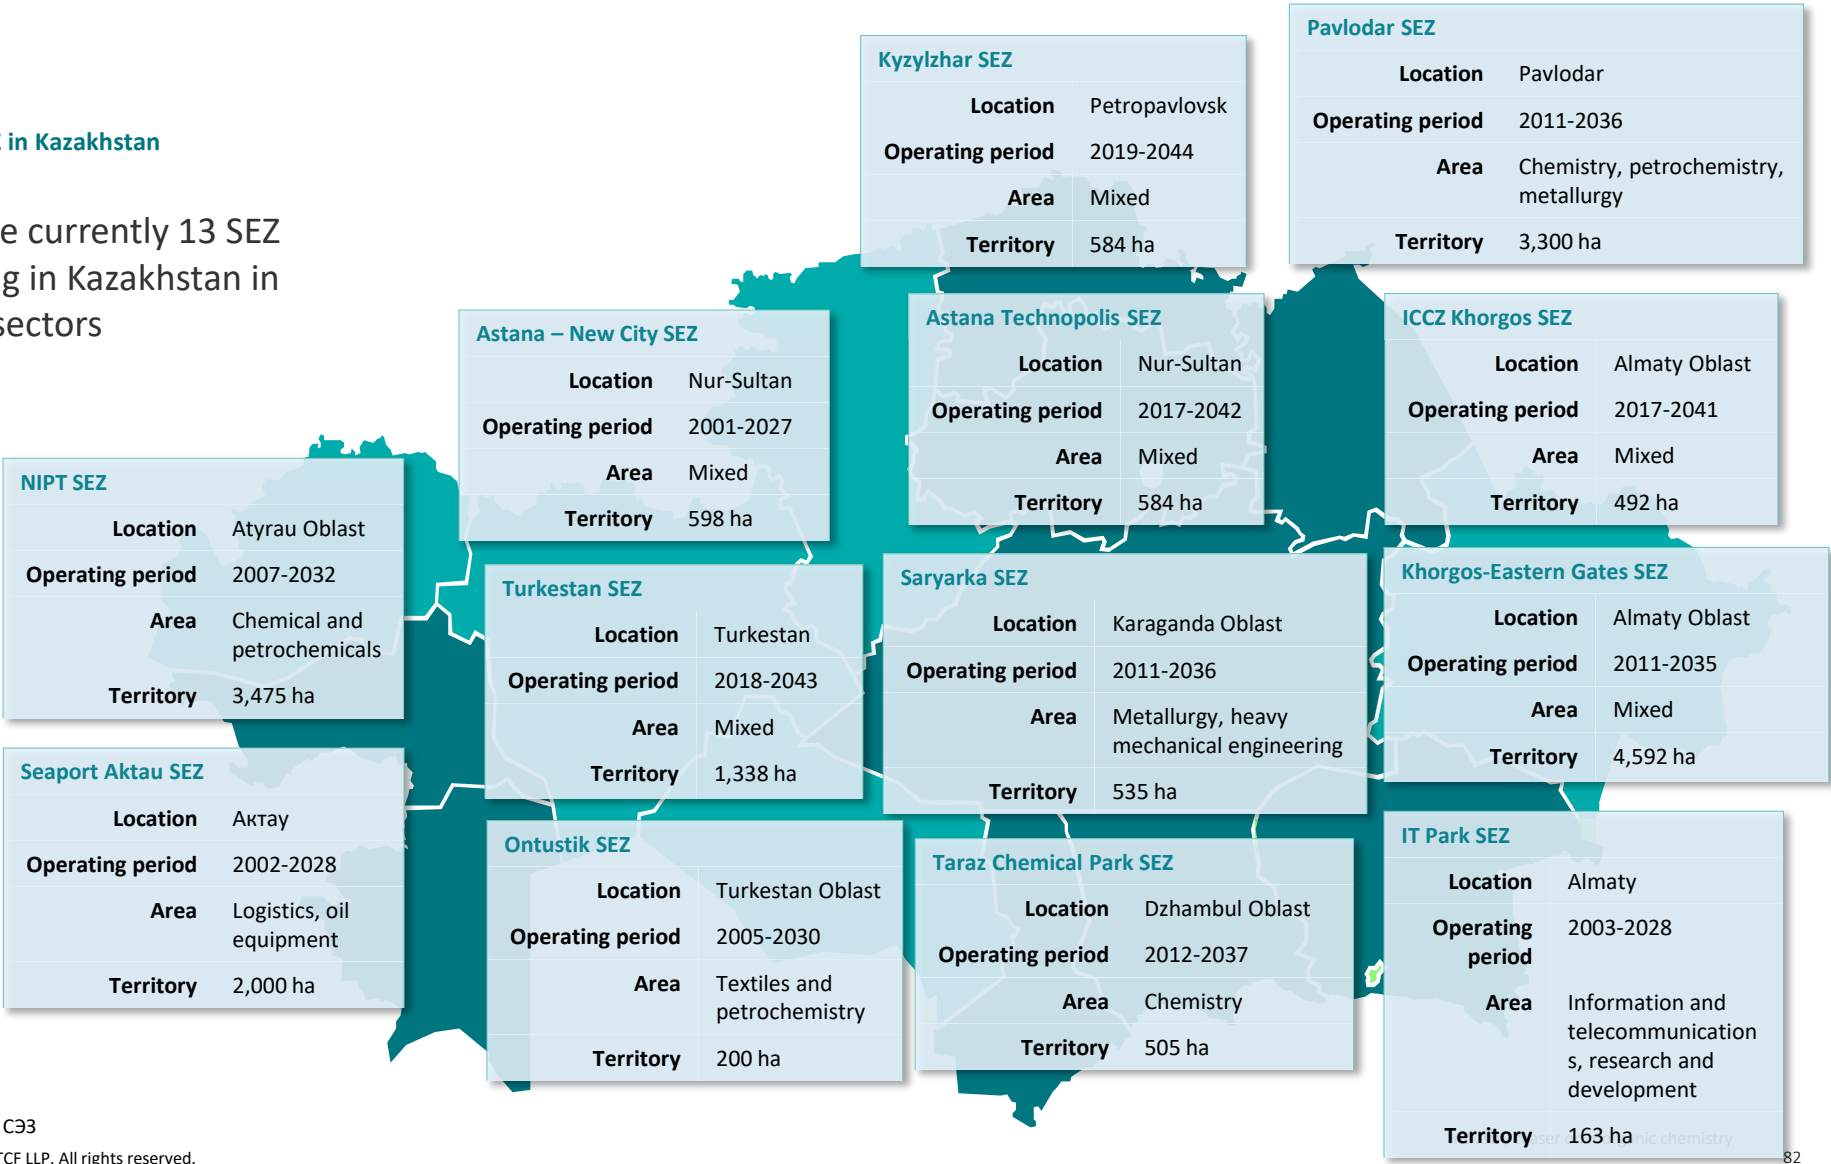 in Kazakhstan
e currently 13 SEZ
g in Kazakhstan in
sectors
Kyzylzhar SEZ
Location Petropavlovsk
Operating period 2019-2044
Area Mixed
Territory 584 ha
Pavlodar SEZ
Location Pavlodar
Operating period 2011-2036
Area Chemistry, petrochemistry,
metallurgy
Territory 3,300 ha
Astana – New City SEZ
Location Nur-Sultan
Operating period 2001-2027
Area Mixed
Territory 598 ha
Astana Technopolis SEZ
Location Nur-Sultan
Operating period 2017-2042
Area Mixed
Territory 584 ha
ICCZ Khorgos SEZ
Location Almaty Oblast
Operating period 2017-2041
Area Mixed
Territory 492 ha
NIPT SEZ
Location Atyrau Oblast
Operating period 2007-2032
Area Chemical and
petrochemicals
Territory 3,475 ha
Turkestan SEZ
Location Turkestan
Operating period 2018-2043
Area Mixed
Territory 1,338 ha
Saryarka SEZ
Location Karaganda Oblast
Operating period 2011-2036
Area Metallurgy, heavy
mechanical engineering
Territory 535 ha
Khorgos-Eastern Gates SEZ
Location Almaty Oblast
Operating period 2011-2035
Area Mixed
Territory 4,592 ha
Seaport Aktau SEZ
Location Актау
Operating period 2002-2028
Area Logistics, oil
equipment
Territory 2,000 ha
Ontustik SEZ
Location Turkestan Oblast
Operating period 2005-2030
Area Textiles and
petrochemistry
Territory 200 ha
Taraz Chemical Park SEZ
Location Dzhambul Oblast
Operating period 2012-2037
Area Chemistry
Territory 505 ha
IT Park SEZ
Location Almaty
Operating 2003-2028
period
Area Information and
telecommunication
s, research and
development
Territory 163 ha
chemistry
СЭЗ
TCF LLP. All rights reserved.
82